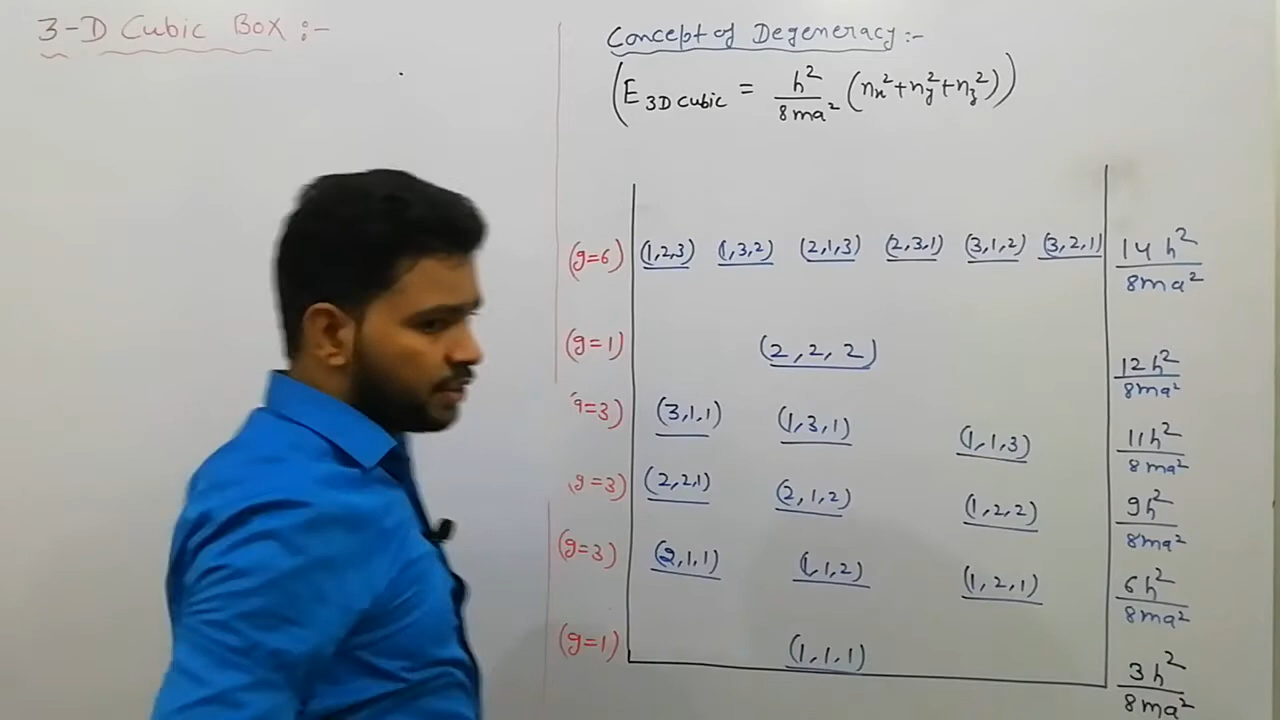 3-D Cubic Box :-
Concept of Degeneracy :-
(E 3D cubic = h²/8ma² (nx² + ny² + nz²))
(g=6) (1,2,3) (1,3,2) (2,1,3) (2,3,1) (3,1,2) (3,2,1) 14h²/8ma²
(g=1) (2,2,2) 12h²/8ma²
g=3) (3,1,1) (1,3,1) (1,1,3) 11h²/8ma²
g=3) (2,2,1) (2,1,2) (1,2,2) 9h²/8ma²
(g=3) (2,1,1) (1,1,2) (1,2,1) 6h²/8ma²
(g=1) (1,1,1) 3h²/8ma²